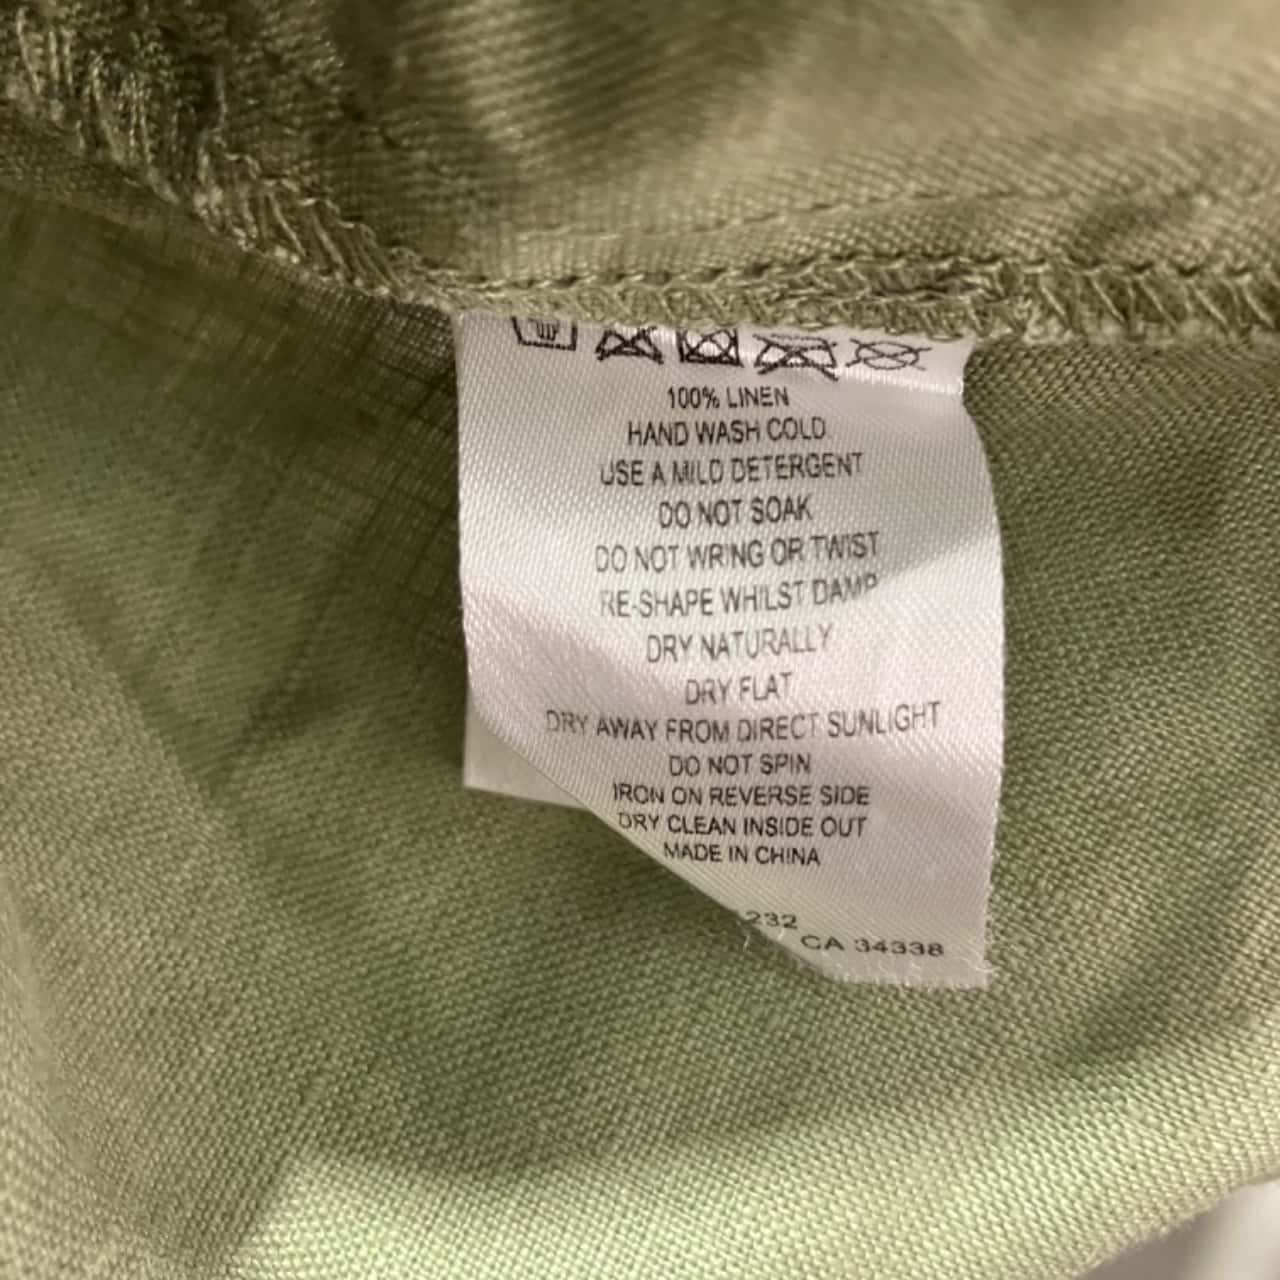 100% LINEN
HAND WASH COLD
USE A MILD DETERGENT
DO NOT SOAK
DO NOT WRING OR TWIST
RE-SHAPE WHILST DAMP
DRY NATURALLY
DRY FLAT
DRY AWAY FROM DIRECT SUNLIGHT
DO NOT SPIN
IRON ON REVERSE SIDE
DRY CLEAN INSIDE OUT
MADE IN CHINA
232
CA 34338